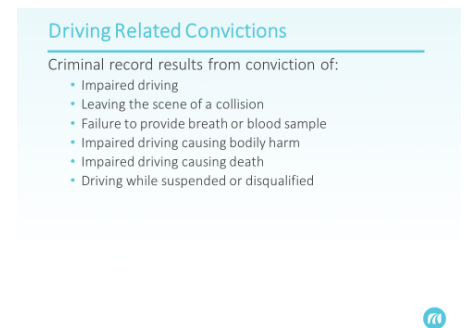 Driving Related Convictions
Criminal record results from conviction of:
• Impaired driving
• Leaving the scene of a collision
• Failure to provide breath or blood sample
• Impaired driving causing bodily harm
• Impaired driving causing death
• Driving while suspended or disqualified